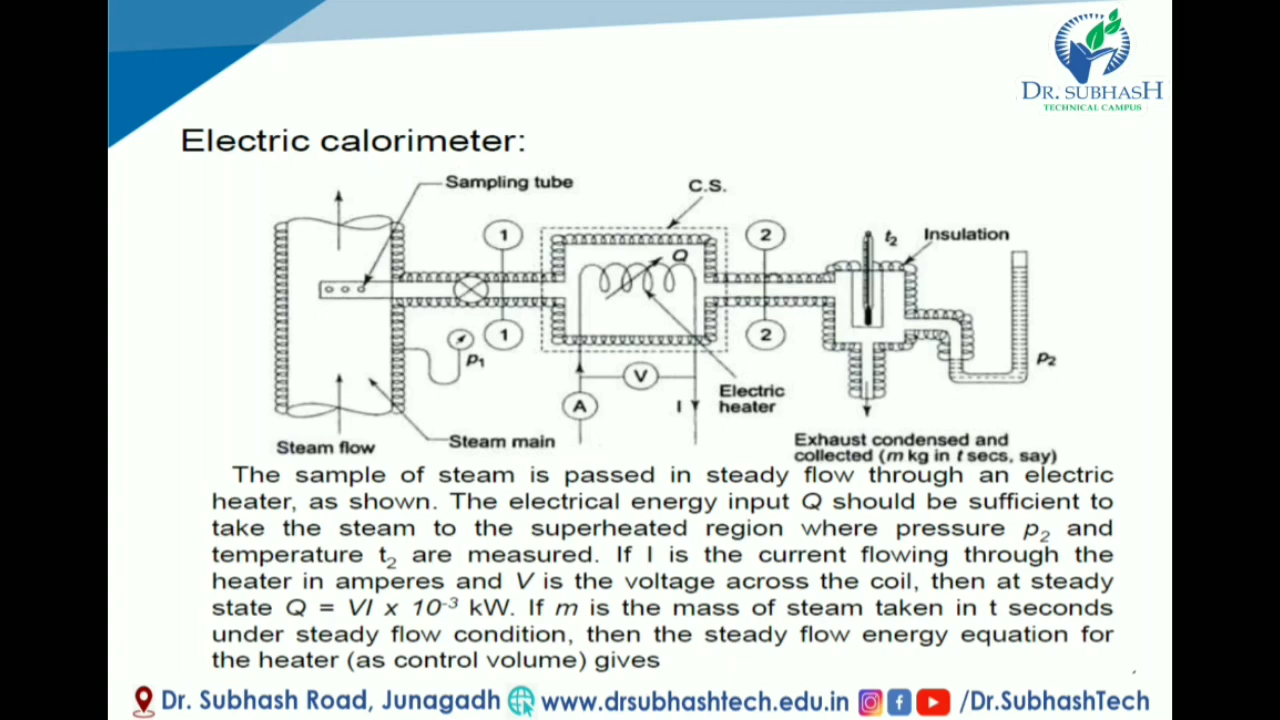 DR. SUBHASH
TECHNICAL CAMPUS
Electric calorimeter:
Sampling tube
C.S.
1
2
t₂
Insulation
Q
1
2
p₁
p₂
V
Electric
heater
A
I
Steam main
Steam flow
Exhaust condensed and
collected (m kg in t secs, say)
The sample of steam is passed in steady flow through an electric
heater, as shown. The electrical energy input Q should be sufficient to
take the steam to the superheated region where pressure p₂ and
temperature t₂ are measured. If I is the current flowing through the
heater in amperes and V is the voltage across the coil, then at steady
state Q = VI x 10⁻³ kW. If m is the mass of steam taken in t seconds
under steady flow condition, then the steady flow energy equation for
the heater (as control volume) gives
Dr. Subhash Road, Junagadh www.drsubhashtech.edu.in /Dr.SubhashTech